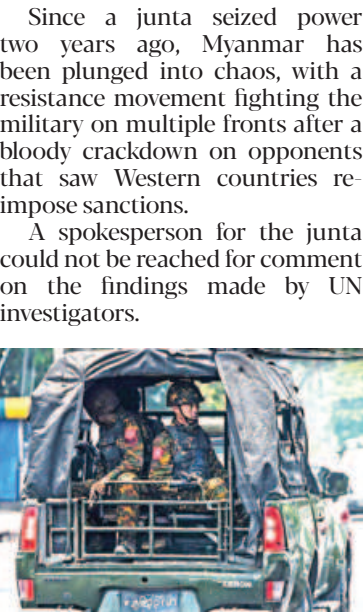 Since a junta seized power
two years ago, Myanmar has
been plunged into chaos, with a
resistance movement fighting the
military on multiple fronts after a
bloody crackdown on opponents
that saw Western countries re-
impose sanctions.
A spokesperson for the junta
could not be reached for comment
on the findings made by UN
investigators.
XENON